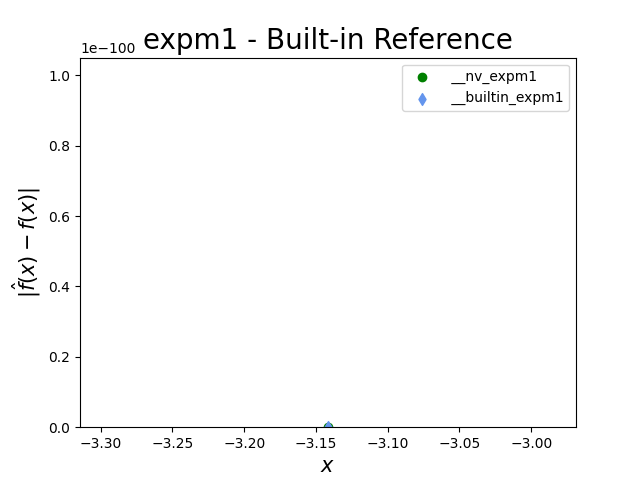 expm1 - Built-in Reference
1e−100
1.0
0.8
0.6
0.4
0.2
0.0
|f̂(x) − f(x)|
__nv_expm1
__builtin_expm1
−3.30 −3.25 −3.20 −3.15 −3.10 −3.05 −3.00
x